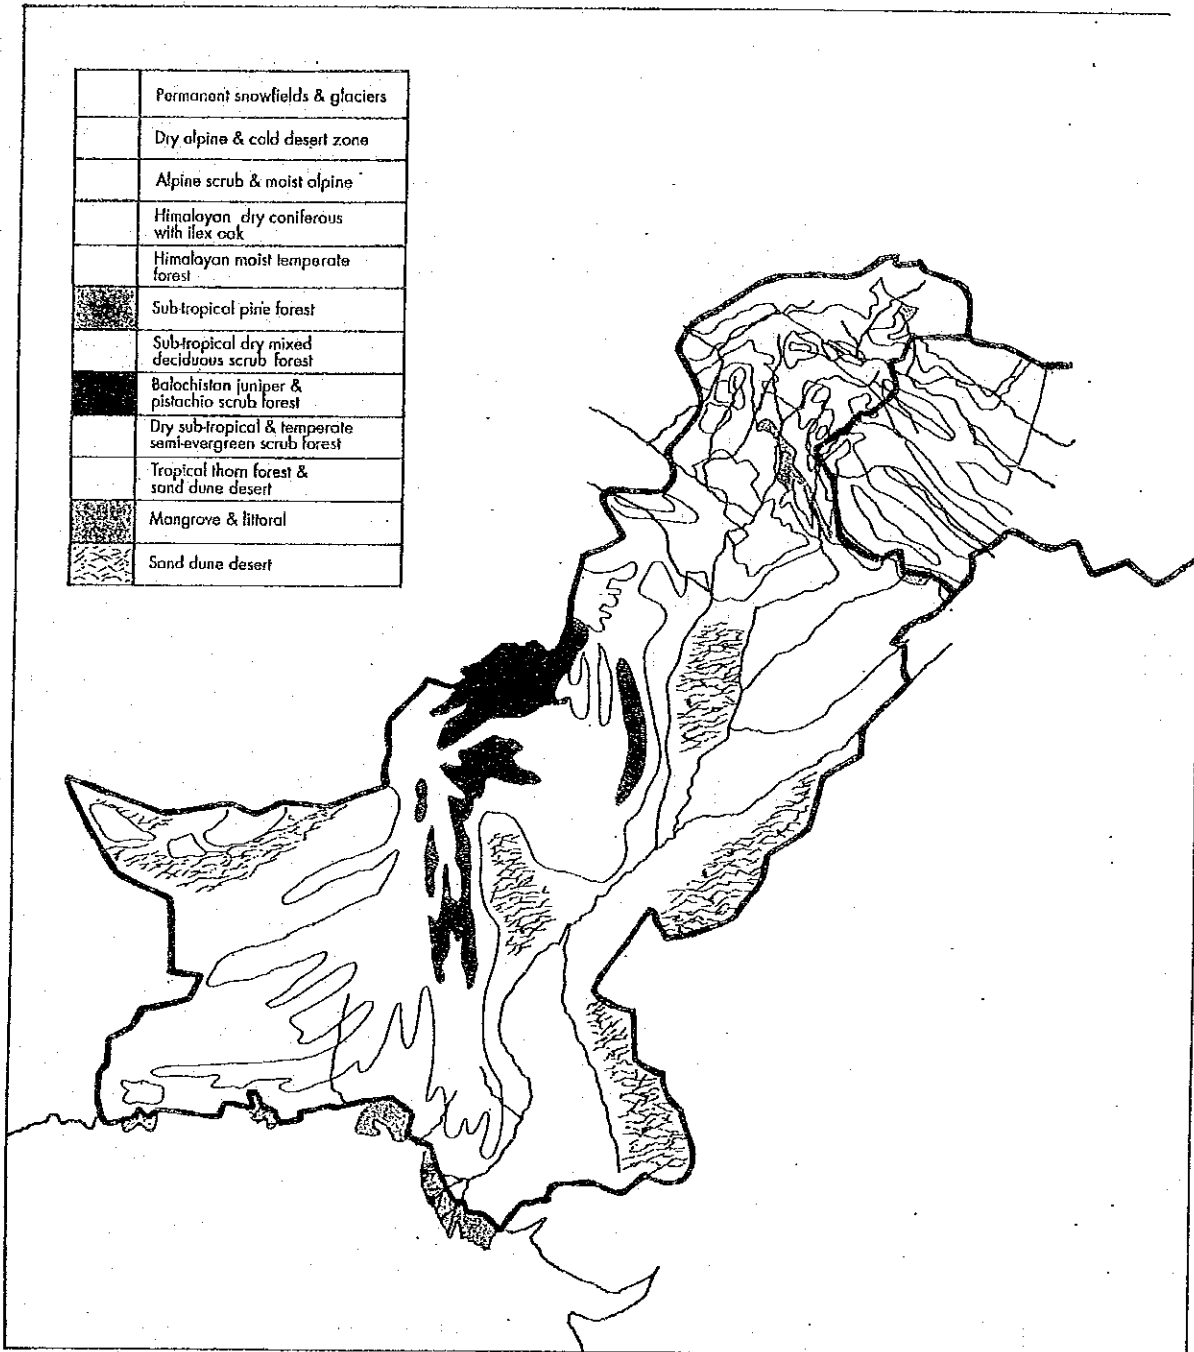 Permanent snowfields & glaciers
Dry alpine & cold desert zone
Alpine scrub & moist alpine
Himalayan dry coniferous
with ilex oak
Himalayan moist temperate
forest
Sub-tropical pine forest
Sub-tropical dry mixed
deciduous scrub forest
Balochistan juniper &
pistachio scrub forest
Dry sub-tropical & temperate
semi-evergreen scrub forest
Tropical thorn forest &
sand dune desert
Mangrove & littoral
Sand dune desert